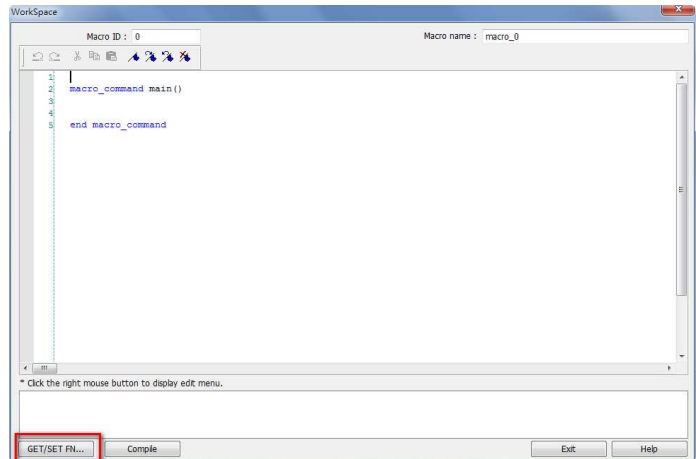 WorkSpace
Macro ID : 0 Macro name : macro_0
1
2 macro_command main()
3
4
5 end macro_command
* Click the right mouse button to display edit menu.
GET/SET FN... Compile Exit Help